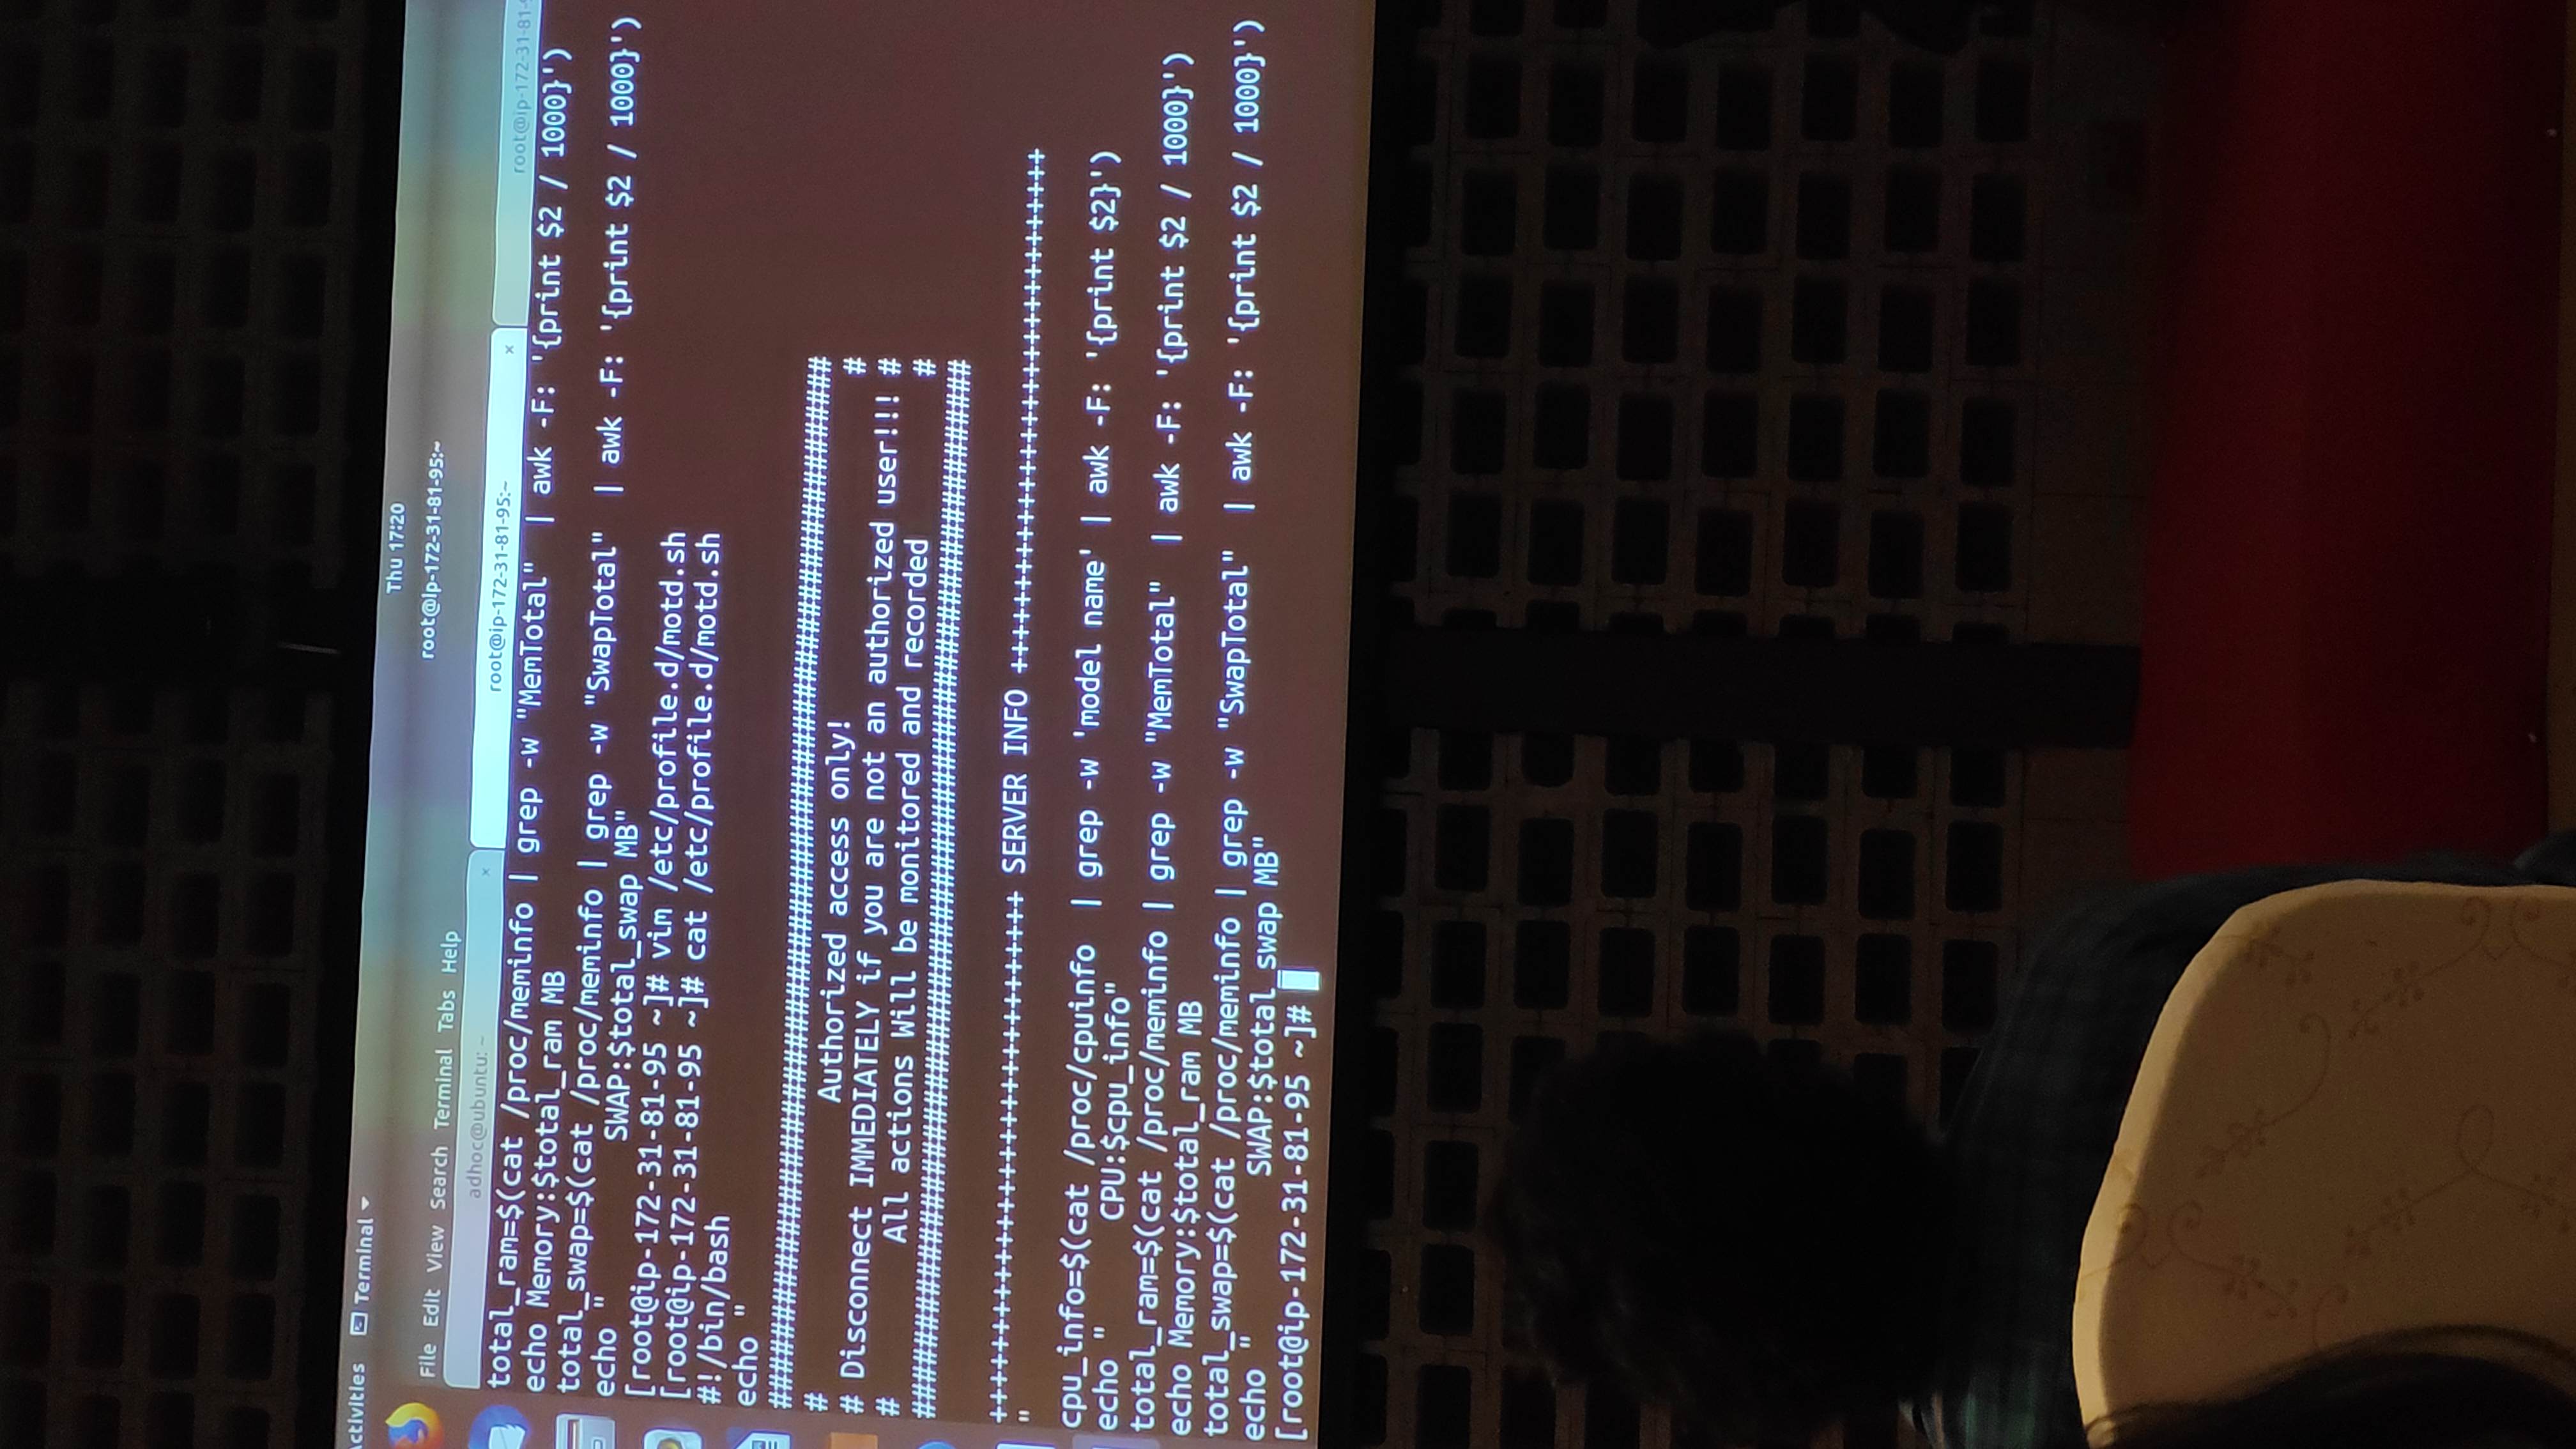 Activities Terminal
Thu 17:20
root@ip-172-31-81-95:~
File Edit View Search Terminal Tabs Help
adhoc@ubuntu: ~ × root@ip-172-31-81-95:~ × root@ip-172-31-81-
total_ram=$(cat /proc/meminfo | grep -w "MemTotal"  | awk -F: '{print $2 / 1000}')
echo Memory:$total_ram MB
total_swap=$(cat /proc/meminfo | grep -w "SwapTotal"  | awk -F: '{print $2 / 1000}')
echo "         SWAP:$total_swap MB"
[root@ip-172-31-81-95 ~]# vim /etc/profile.d/motd.sh
[root@ip-172-31-81-95 ~]# cat /etc/profile.d/motd.sh
#!/bin/bash
echo "
##################################################################
#                 Authorized access only!                    #
# Disconnect IMMEDIATELY if you are not an authorized user!!! #
#         All actions Will be monitored and recorded         #
##################################################################
++++++++++++++++++++++++++++++ SERVER INFO ++++++++++++++++++++++++++++++
"
cpu_info=$(cat /proc/cpuinfo  | grep -w 'model name' | awk -F: '{print $2}')
echo "      CPU:$cpu_info"
total_ram=$(cat /proc/meminfo | grep -w "MemTotal"  | awk -F: '{print $2 / 1000}')
echo Memory:$total_ram MB
total_swap=$(cat /proc/meminfo | grep -w "SwapTotal"  | awk -F: '{print $2 / 1000}')
echo "         SWAP:$total_swap MB"
[root@ip-172-31-81-95 ~]#